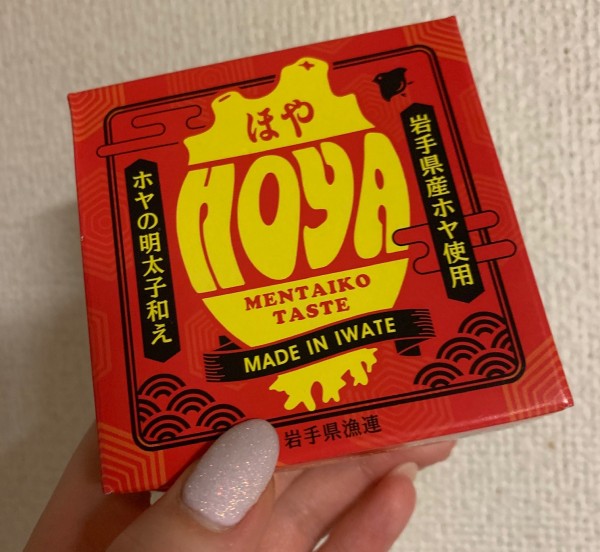 ほや
HOYA
MENTAIKO
TASTE
MADE IN IWATE
岩手県産ホヤ使用
ホヤの明太子和え
岩手県漁連